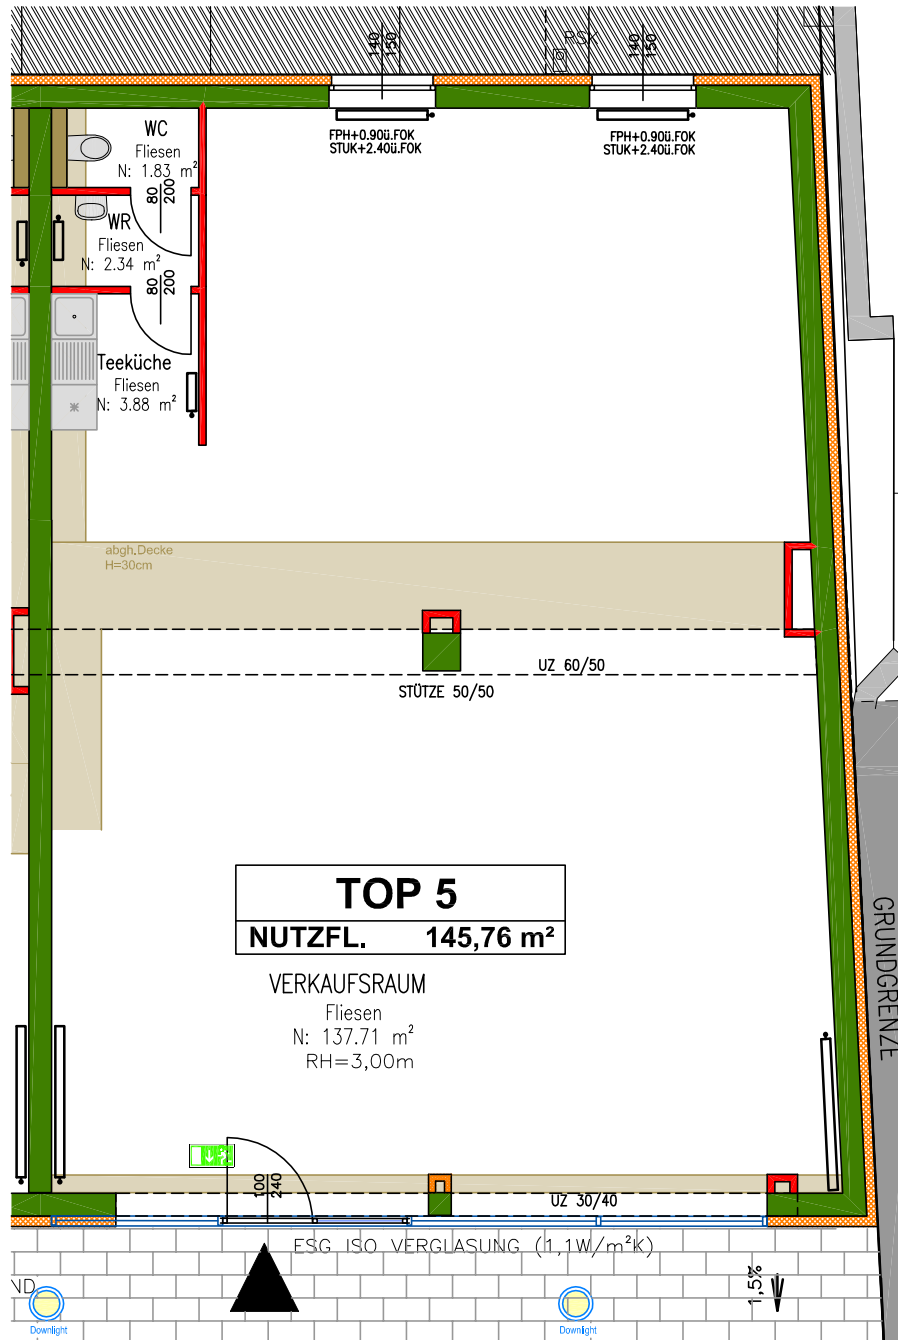 140
150
RSK
140
150
FPH+0.90ü.FOK
STUK+2.40ü.FOK
FPH+0.90ü.FOK
STUK+2.40ü.FOK
WC
Fliesen
N: 1.83 m²
80
200
WR
Fliesen
N: 2.34 m²
80
200
Teeküche
Fliesen
N: 3.88 m²
abgh.Decke
H=30cm
UZ 60/50
STÜTZE 50/50
TOP 5
NUTZFL. 145,76 m²
VERKAUFSRAUM
Fliesen
N: 137.71 m²
RH=3,00m
GRUNDGRENZE
100
240
UZ 30/40
ESG ISO VERGLASUNG (1,1W/m²K)
ND
1,5%
Downlight
Downlight